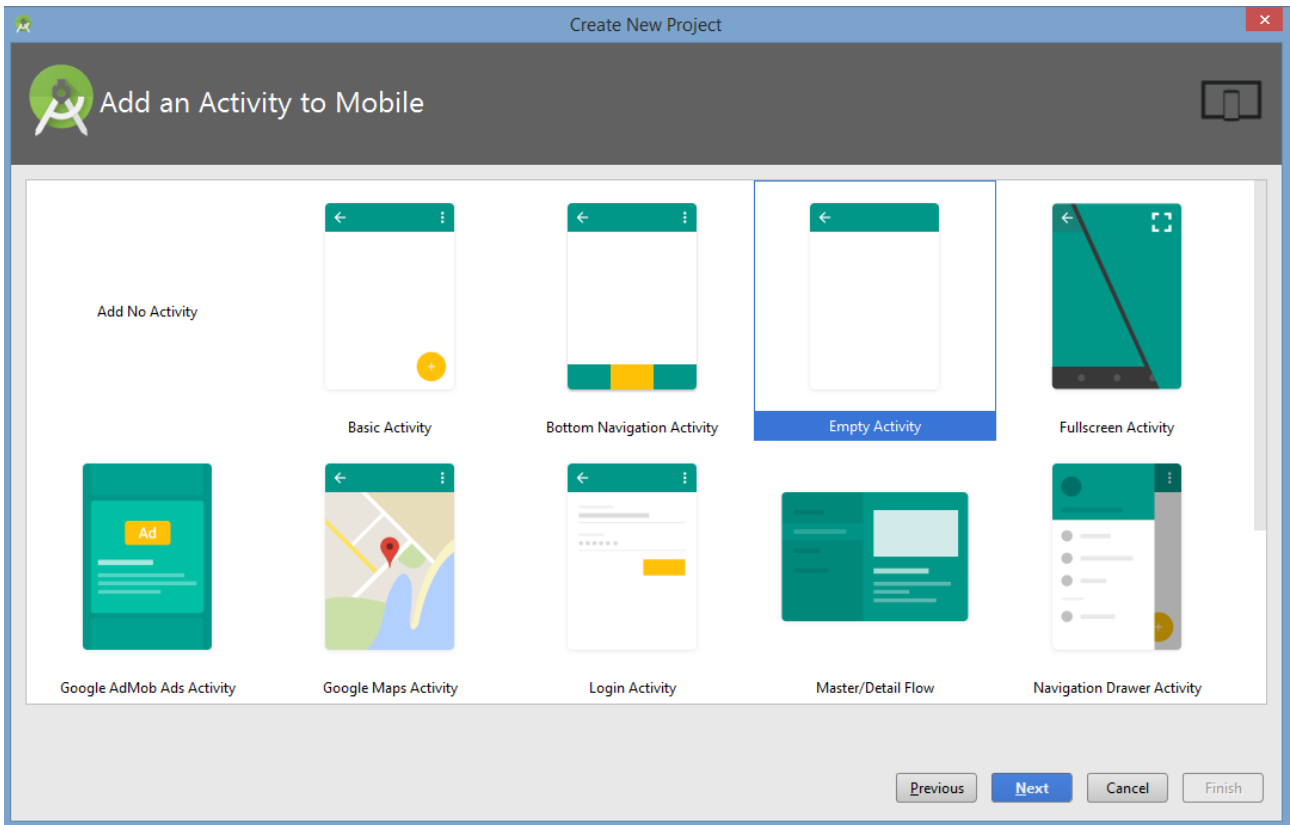 Create New Project
Add an Activity to Mobile
Add No Activity
Basic Activity
Bottom Navigation Activity
Empty Activity
Fullscreen Activity
Ad
Google AdMob Ads Activity
Google Maps Activity
Login Activity
Master/Detail Flow
Navigation Drawer Activity
Previous
Next
Cancel
Finish